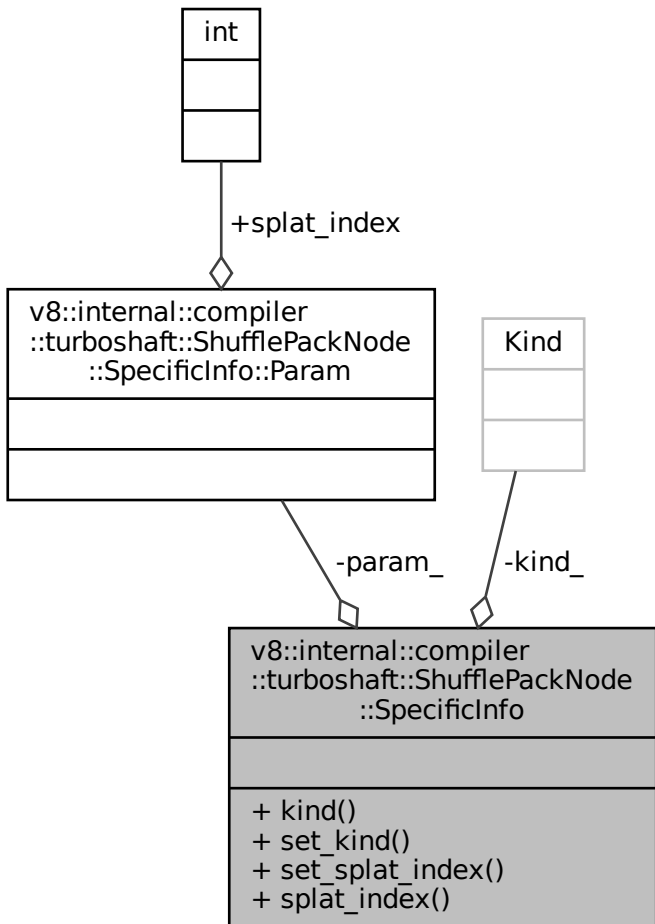 int
+splat_index
v8::internal::compiler
::turboshaft::ShufflePackNode
::SpecificInfo::Param
Kind
-param_
-kind_
v8::internal::compiler
::turboshaft::ShufflePackNode
::SpecificInfo
+ kind()
+ set_kind()
+ set_splat_index()
+ splat_index()